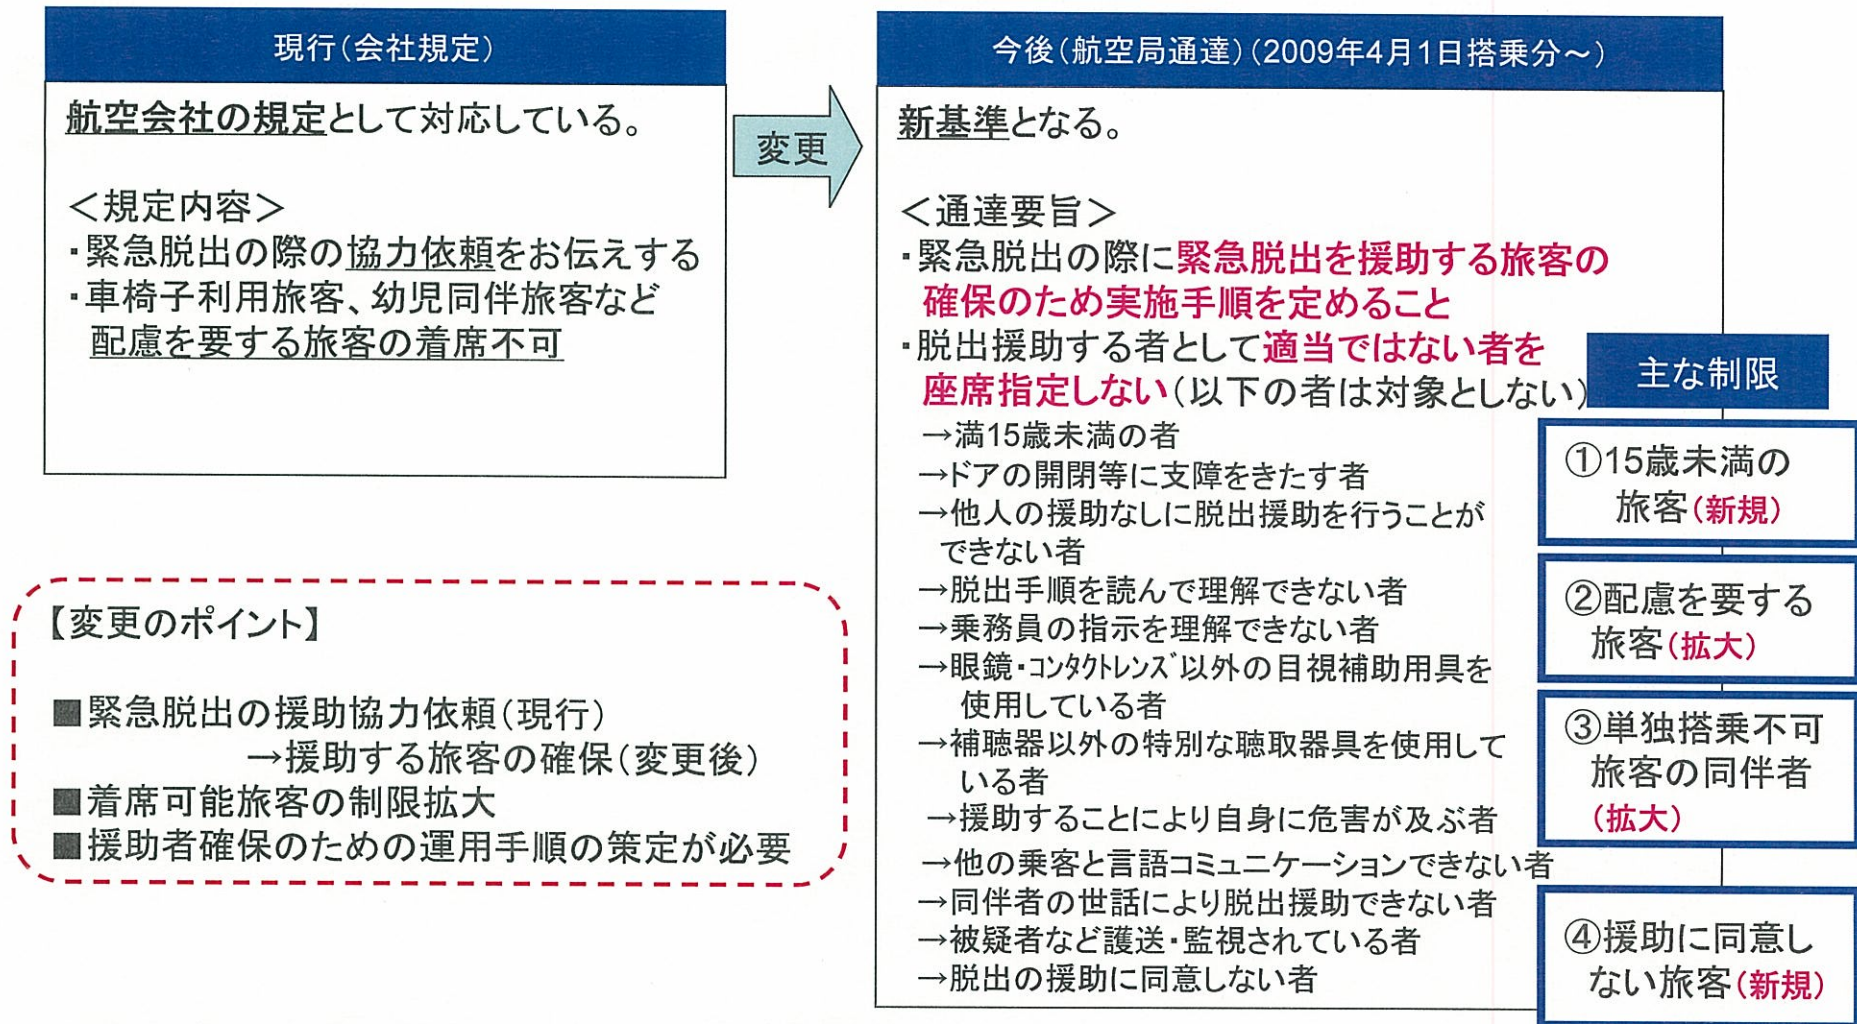 現行(会社規定)
航空会社の規定として対応している。
<規定内容>
・緊急脱出の際の協力依頼をお伝えする
・車椅子利用旅客、幼児同伴旅客など
配慮を要する旅客の着席不可
変更
今後(航空局通達)(2009年4月1日搭乗分~)
新基準となる。
<通達要旨>
・緊急脱出の際に緊急脱出を援助する旅客の
確保のため実施手順を定めること
・脱出援助する者として適当ではない者を
座席指定しない(以下の者は対象としない)
→満15歳未満の者
→ドアの開閉等に支障をきたす者
→他人の援助なしに脱出援助を行うことが
できない者
→脱出手順を読んで理解できない者
→乗務員の指示を理解できない者
→眼鏡・コンタクトレンズ以外の目視補助用具を
使用している者
→補聴器以外の特別な聴取器具を使用して
いる者
→援助することにより自身に危害が及ぶ者
→他の乗客と言語コミュニケーションできない者
→同伴者の世話により脱出援助できない者
→被疑者など護送・監視されている者
→脱出の援助に同意しない者
主な制限
①15歳未満の
旅客(新規)
②配慮を要する
旅客(拡大)
③単独搭乗不可
旅客の同伴者
(拡大)
④援助に同意し
ない旅客(新規)
【変更のポイント】
■緊急脱出の援助協力依頼(現行)
→援助する旅客の確保(変更後)
■着席可能旅客の制限拡大
■援助者確保のための運用手順の策定が必要